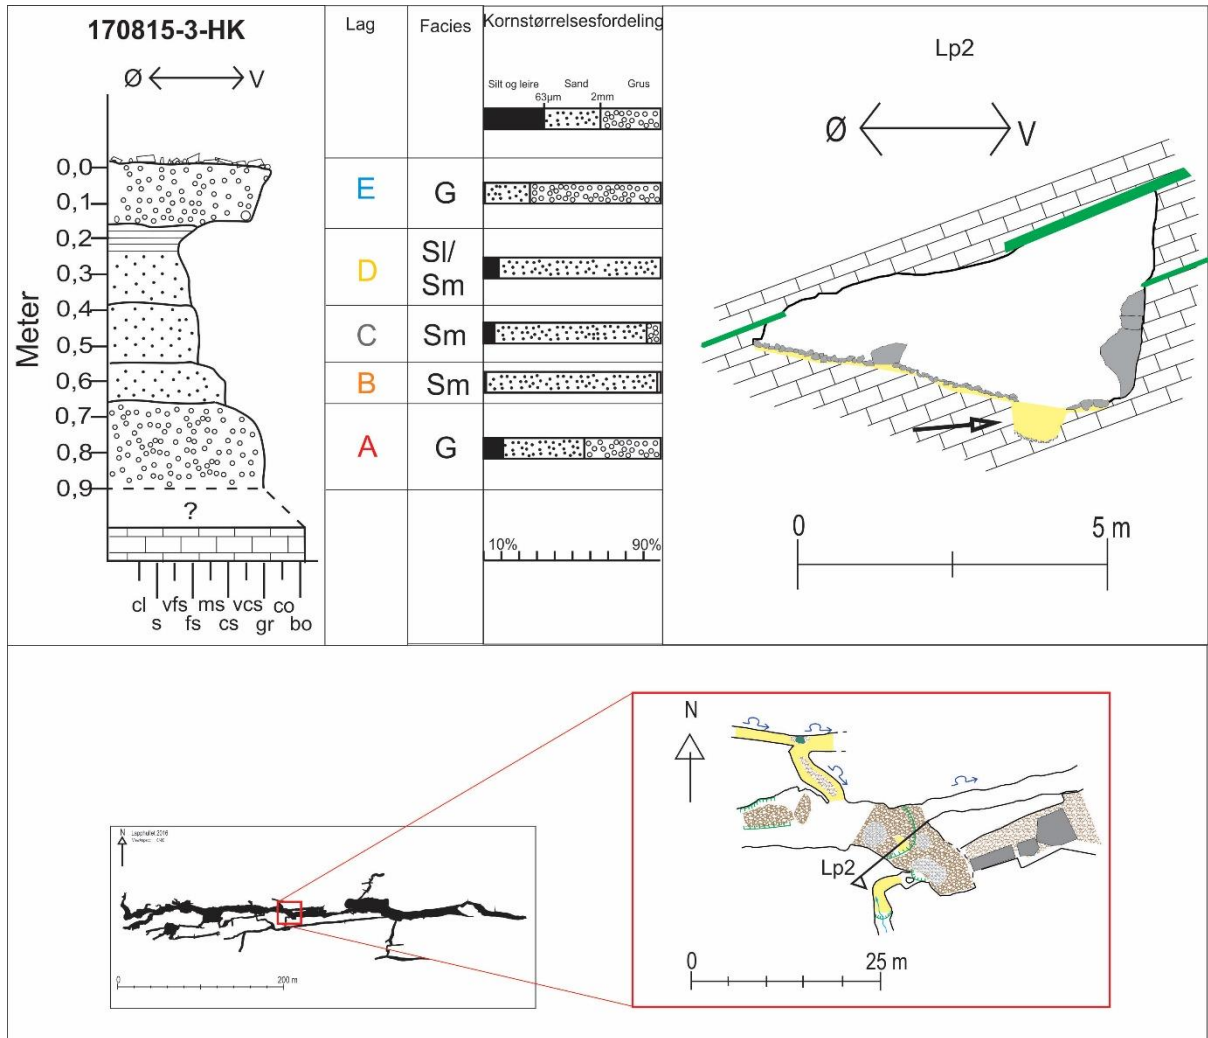 170815-3-HK
Ø V
Meter
0,0
0,1
0,2
0,3
0,4
0,5
0,6
0,7
0,8
0,9
?
cl vfs ms vcs co
s fs cs gr bo
Lag
Facies
Kornstørrelsesfordeling
Silt og leire
Sand
Grus
63µm
2mm
E
G
D
Sl/
Sm
C
Sm
B
Sm
A
G
10%
90%
Lp2
Ø V
0
5 m
N
2016
0
200 m
N
Lp2
0
25 m